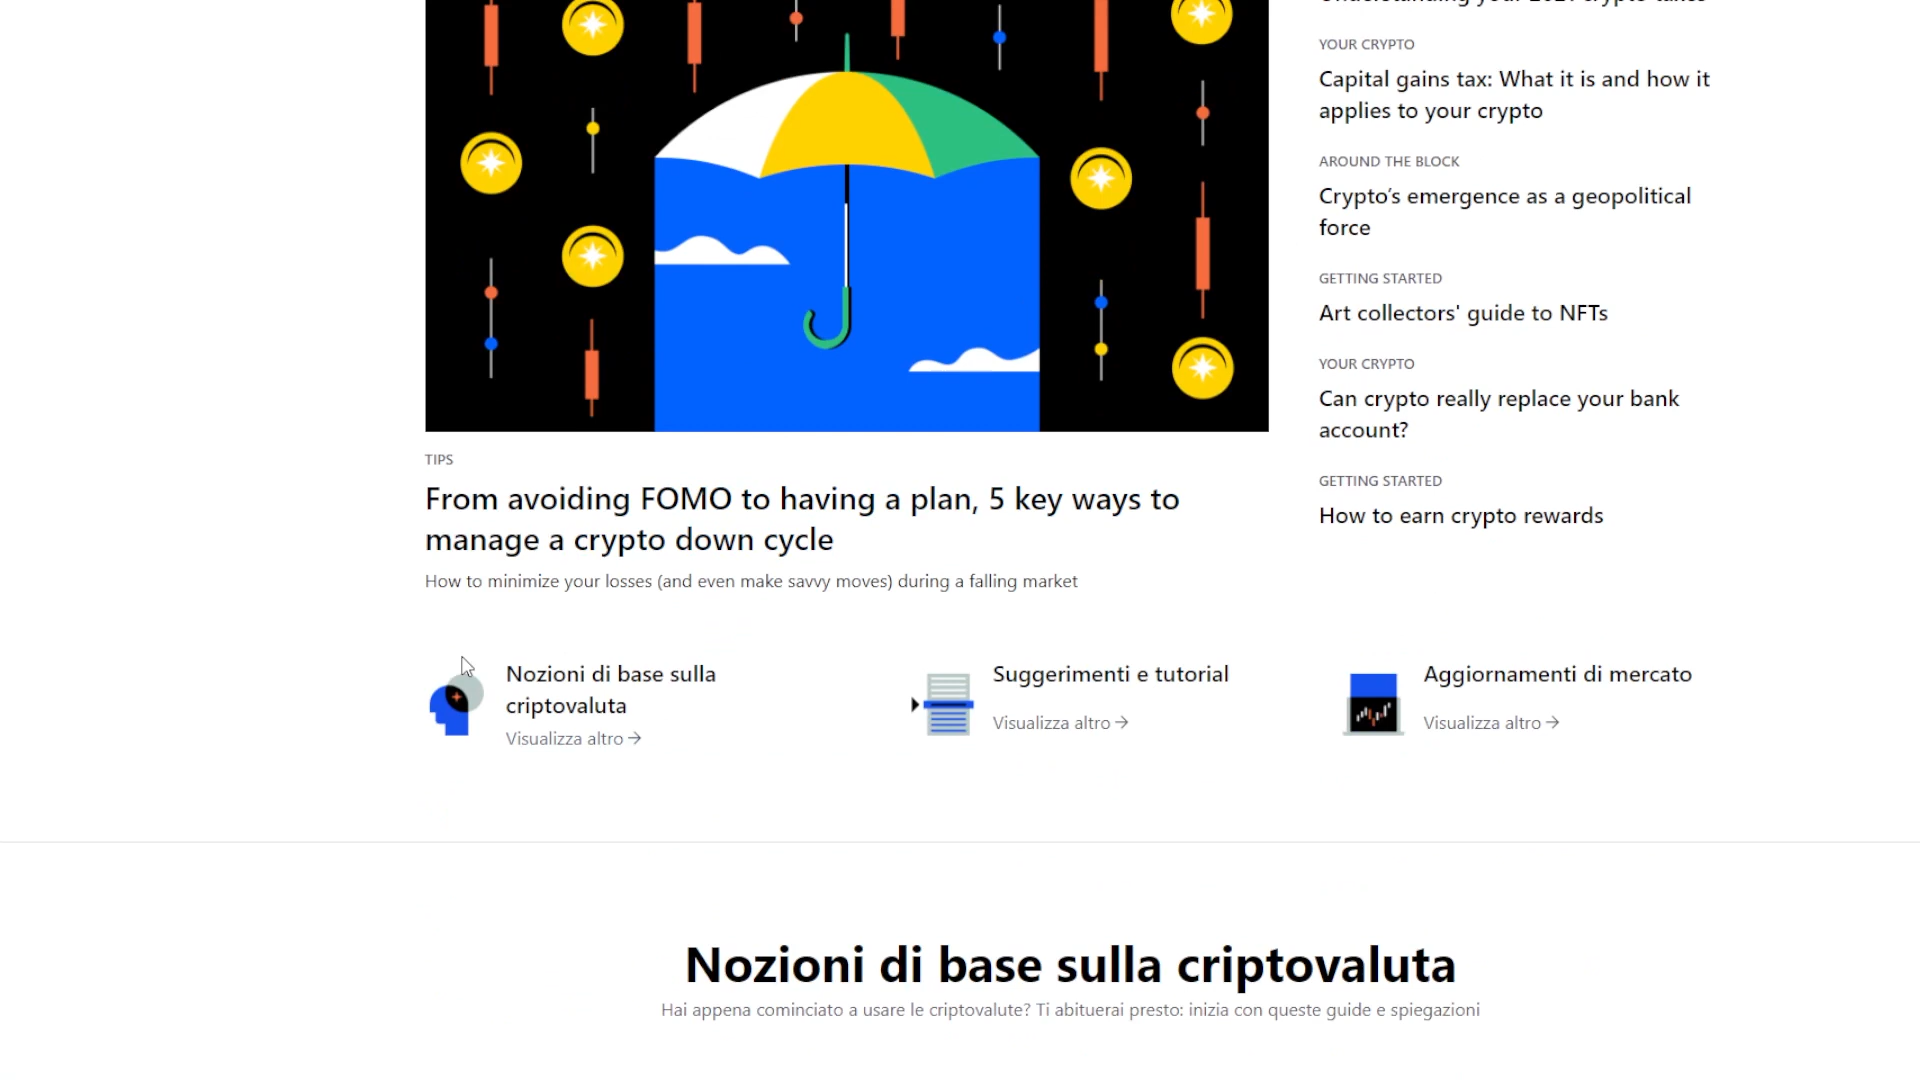 YOUR CRYPTO
Capital gains tax: What it is and how it
applies to your crypto
AROUND THE BLOCK
Crypto’s emergence as a geopolitical
force
GETTING STARTED
Art collectors' guide to NFTs
YOUR CRYPTO
Can crypto really replace your bank
account?
GETTING STARTED
How to earn crypto rewards
TIPS
From avoiding FOMO to having a plan, 5 key ways to
manage a crypto down cycle
How to minimize your losses (and even make savvy moves) during a falling market
Nozioni di base sulla
criptovaluta
Visualizza altro →
Suggerimenti e tutorial
Visualizza altro →
Aggiornamenti di mercato
Visualizza altro →
Nozioni di base sulla criptovaluta
Hai appena cominciato a usare le criptovalute? Ti abituerai presto: inizia con queste guide e spiegazioni